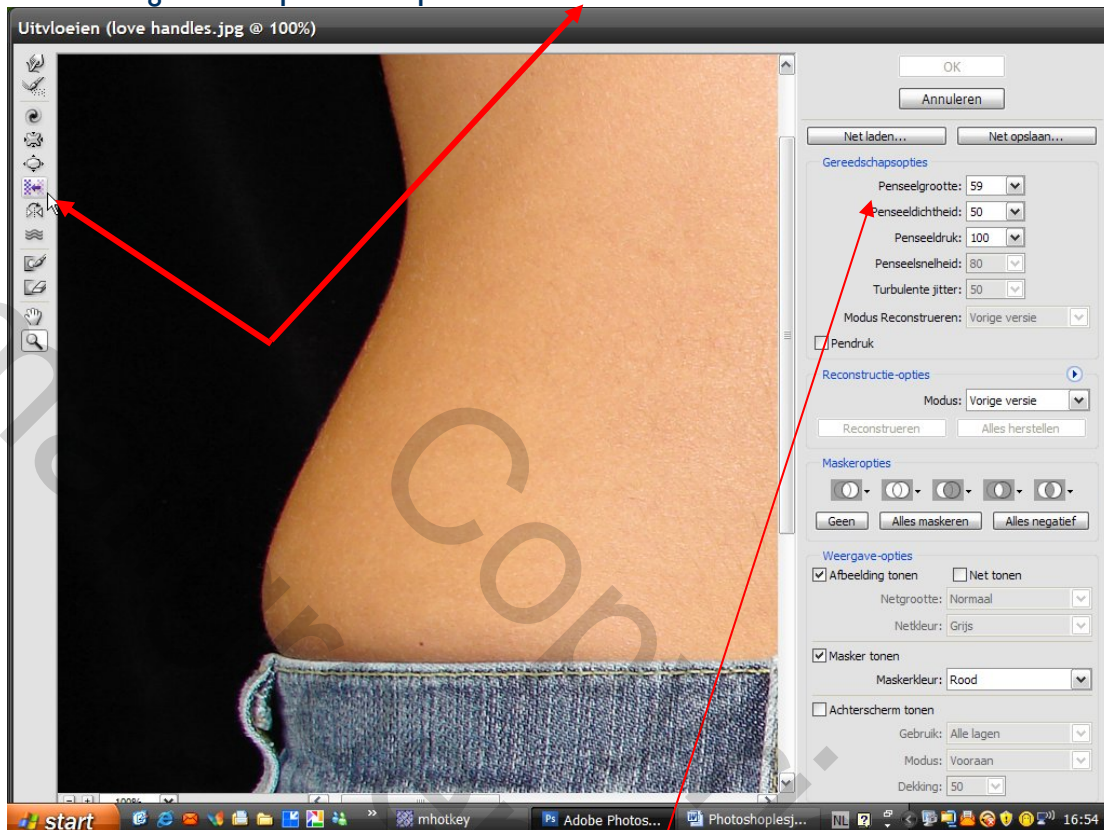 Uitvloeien (love handles.jpg @ 100%)
OK
Annuleren
Net laden... Net opslaan...
Gereedschapsopties
Penseelgrootte: 59
Penseeldichtheid: 50
Penseeldruk: 100
Penseelsnelheid: 80
Turbulente jitter: 50
Modus Reconstrueren: Vorige versie
Pendruk
Reconstructie-opties
Modus: Vorige versie
Reconstrueren Alles herstellen
Maskeropties
Geen Alles maskeren Alles negatief
Weergave-opties
Afbeelding tonen Net tonen
Netgrootte: Normaal
Netkleur: Grijs
Masker tonen
Maskerkleur: Rood
Achterscherm tonen
Gebruik: Alle lagen
Modus: Vooraan
Dekking: 50
100%
start mhotkey Adobe Photos... Photoshoplesj... NL 16:54